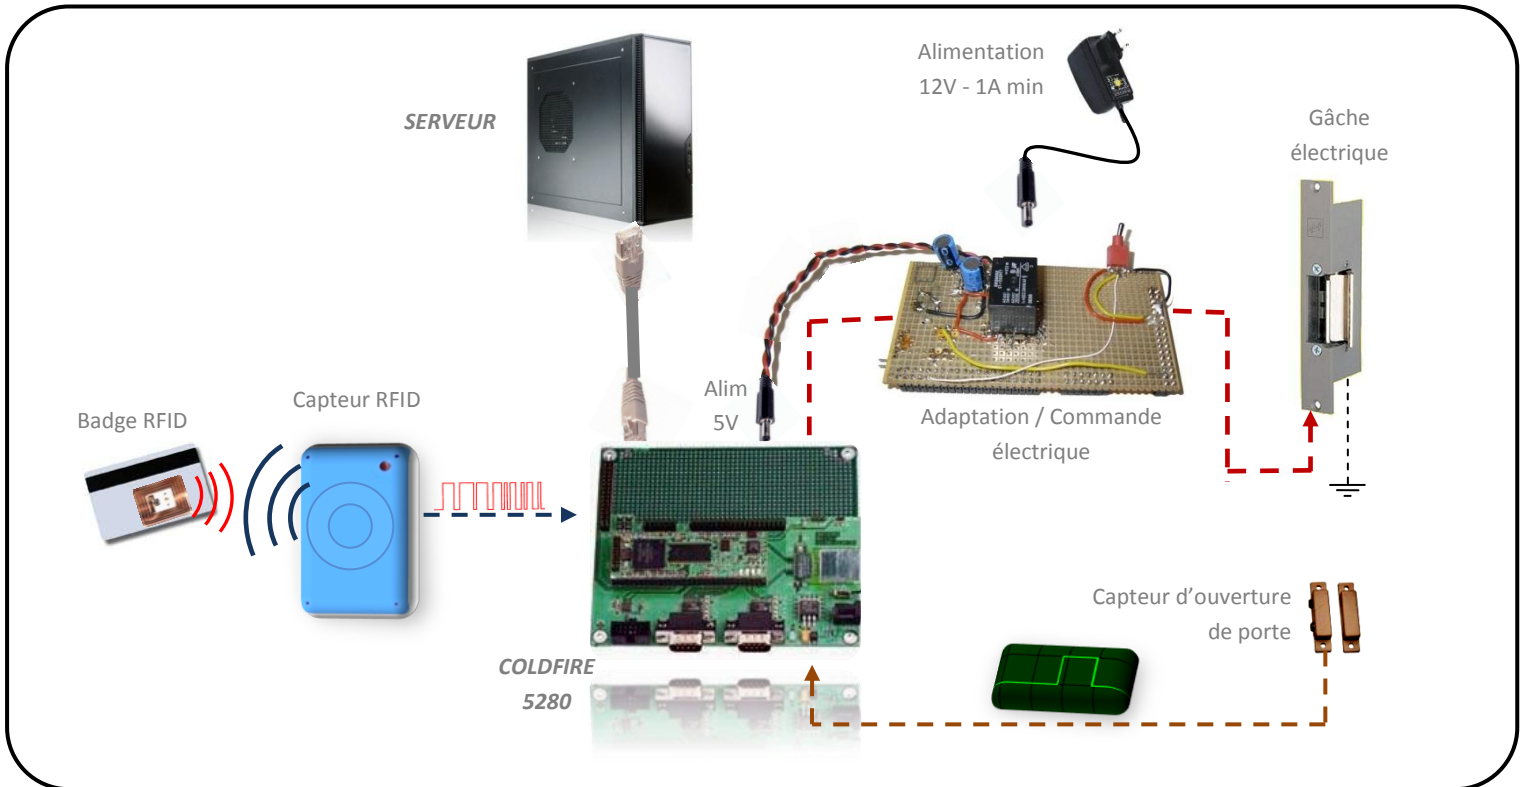 Alimentation
12V - 1A min
SERVEUR
Gâche
électrique
Alim
5V
Capteur RFID
Badge RFID
Adaptation / Commande
électrique
Capteur d’ouverture
de porte
COLDFIRE
5280